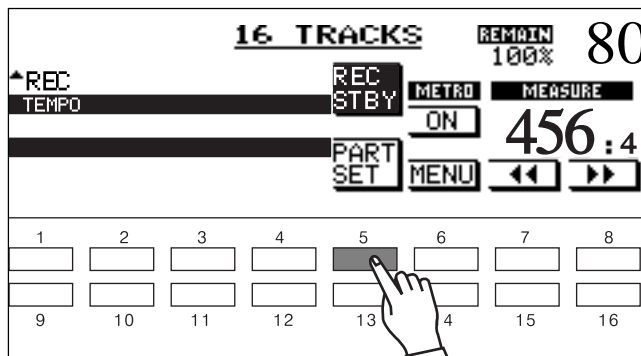 16 TRACKS
REMAIN
100%
80
REC
TEMPO
REC
STBY
METRO
ON
MEASURE
456:4
PART
SET
MENU
1 2 3 4 5 6 7 8
9 10 11 12 13 4 15 16